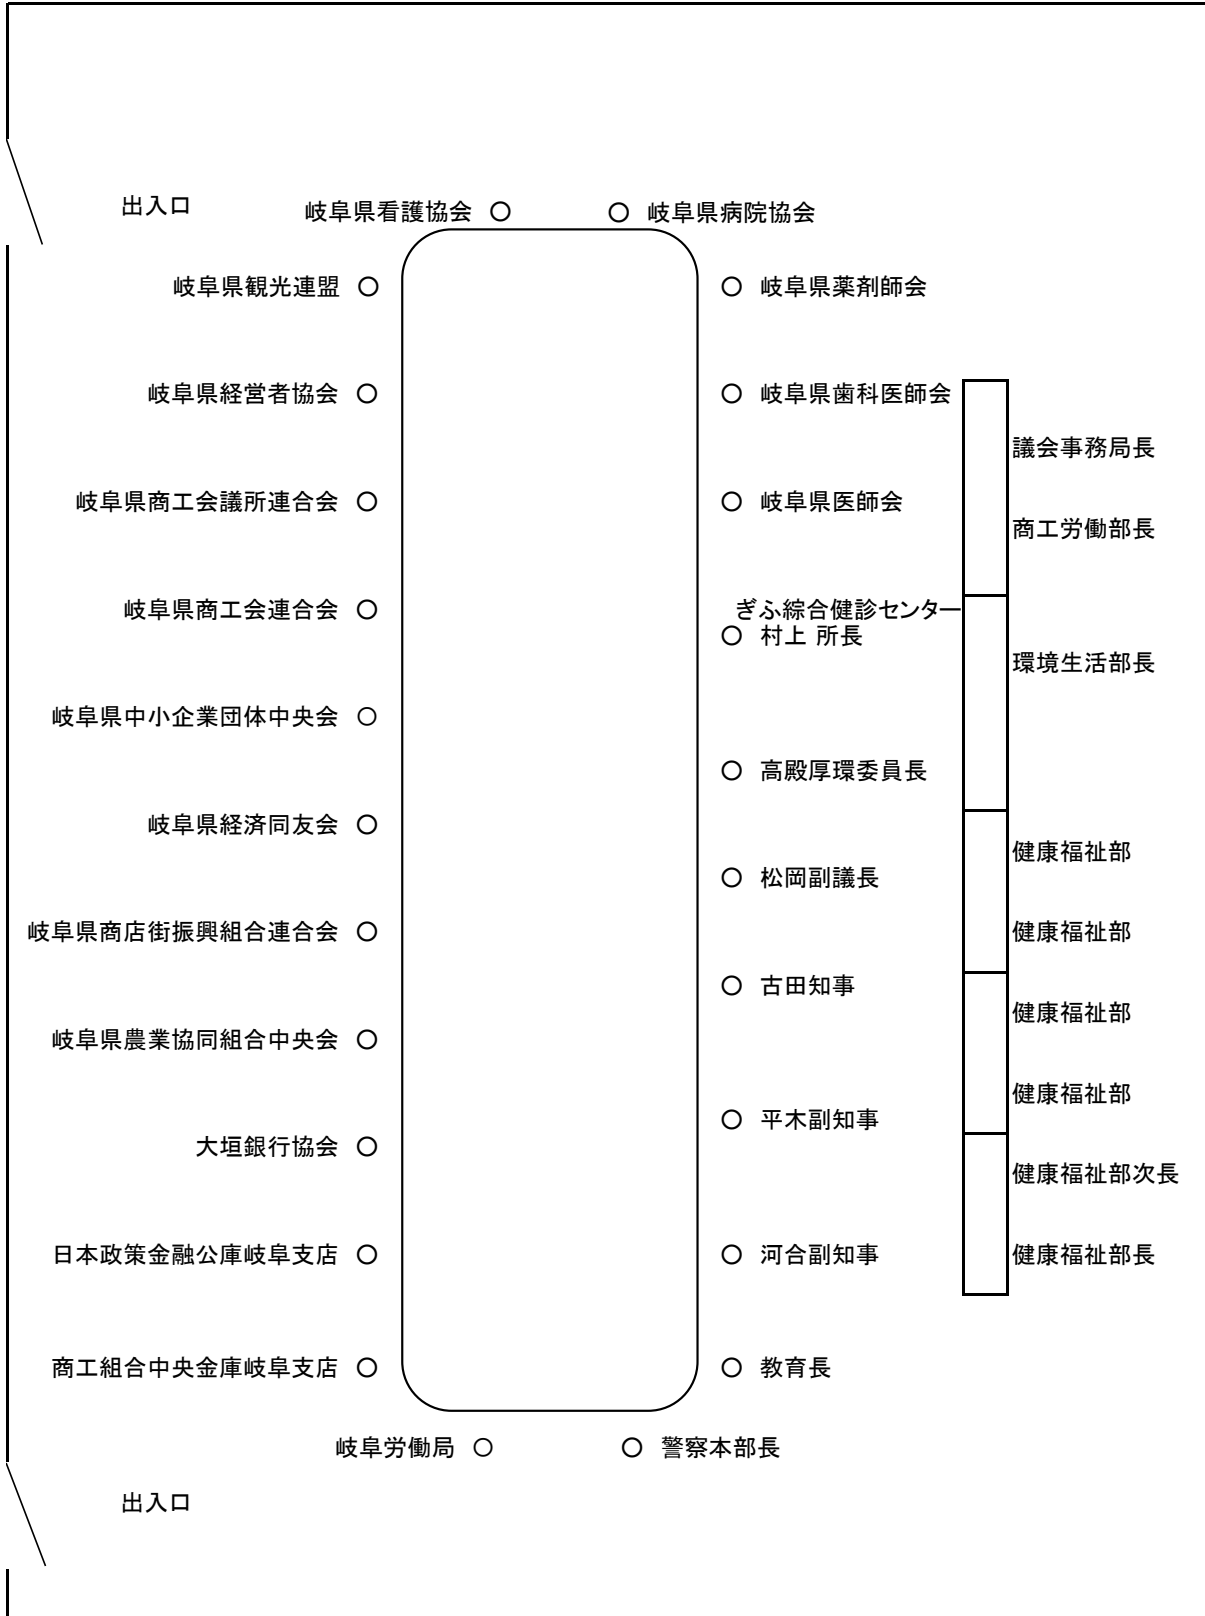 出入口
岐阜県看護協会 ○
○ 岐阜県病院協会
岐阜県観光連盟 ○
○ 岐阜県薬剤師会
岐阜県経営者協会 ○
○ 岐阜県歯科医師会
議会事務局長
岐阜県商工会議所連合会 ○
○ 岐阜県医師会
商工労働部長
岐阜県商工会連合会 ○
ぎふ綜合健診センター
○ 村上 所長
環境生活部長
岐阜県中小企業団体中央会 ○
○ 高殿厚環委員長
岐阜県経済同友会 ○
健康福祉部
○ 松岡副議長
岐阜県商店街振興組合連合会 ○
健康福祉部
○ 古田知事
健康福祉部
岐阜県農業協同組合中央会 ○
健康福祉部
○ 平木副知事
大垣銀行協会 ○
健康福祉部次長
日本政策金融公庫岐阜支店 ○
○ 河合副知事
健康福祉部長
商工組合中央金庫岐阜支店 ○
○ 教育長
岐阜労働局 ○
○ 警察本部長
出入口